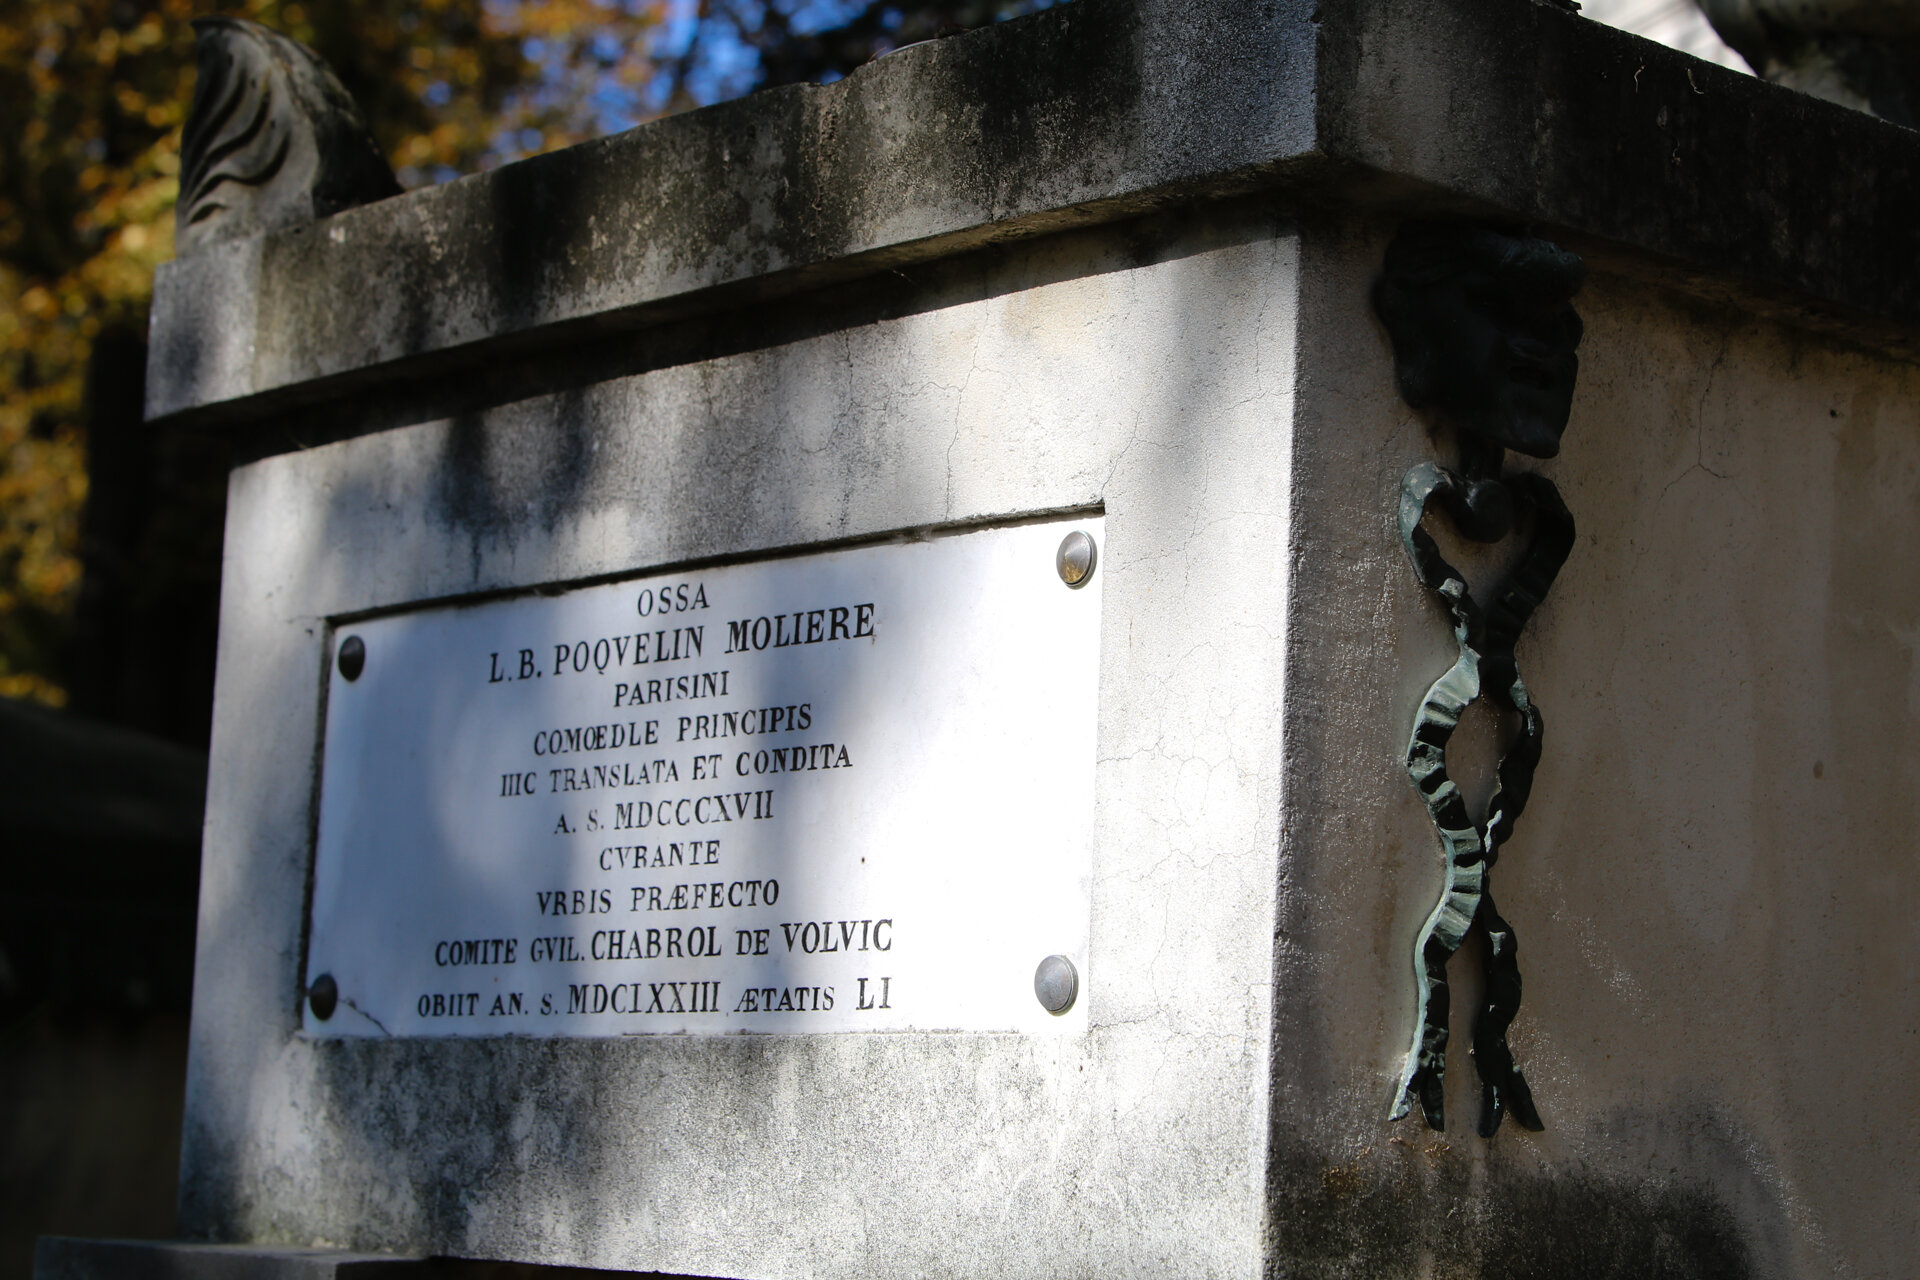 OSSA
L.B. POQVELIN MOLIERE
PARISINI
COMŒDLE PRINCIPIS
IIIC TRANSLATA ET CONDITA
A. S. MDCCCXVII
CVRANTE
VRBIS PRÆFECTO
COMITE GVIL. CHABROL DE VOLVIC
OBIIT AN. S. MDCLXXIII ÆTATIS LI